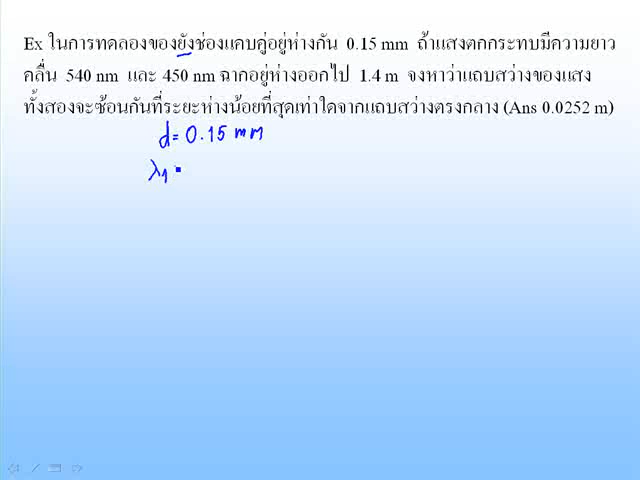 Ex ในการทดลองของยังช่องแคบคู่อยู่ห่างกัน 0.15 mm ถ้าแสงตกกระทบมีความยาว
คลื่น 540 nm และ 450 nm ฉากอยู่ห่างออกไป 1.4 m จงหาว่าแถบสว่างของแสง
ทั้งสองจะซ้อนกันที่ระยะห่างน้อยที่สุดเท่าใดจากแถบสว่างตรงกลาง (Ans 0.0252 m)
d = 0.15 mm
λ1